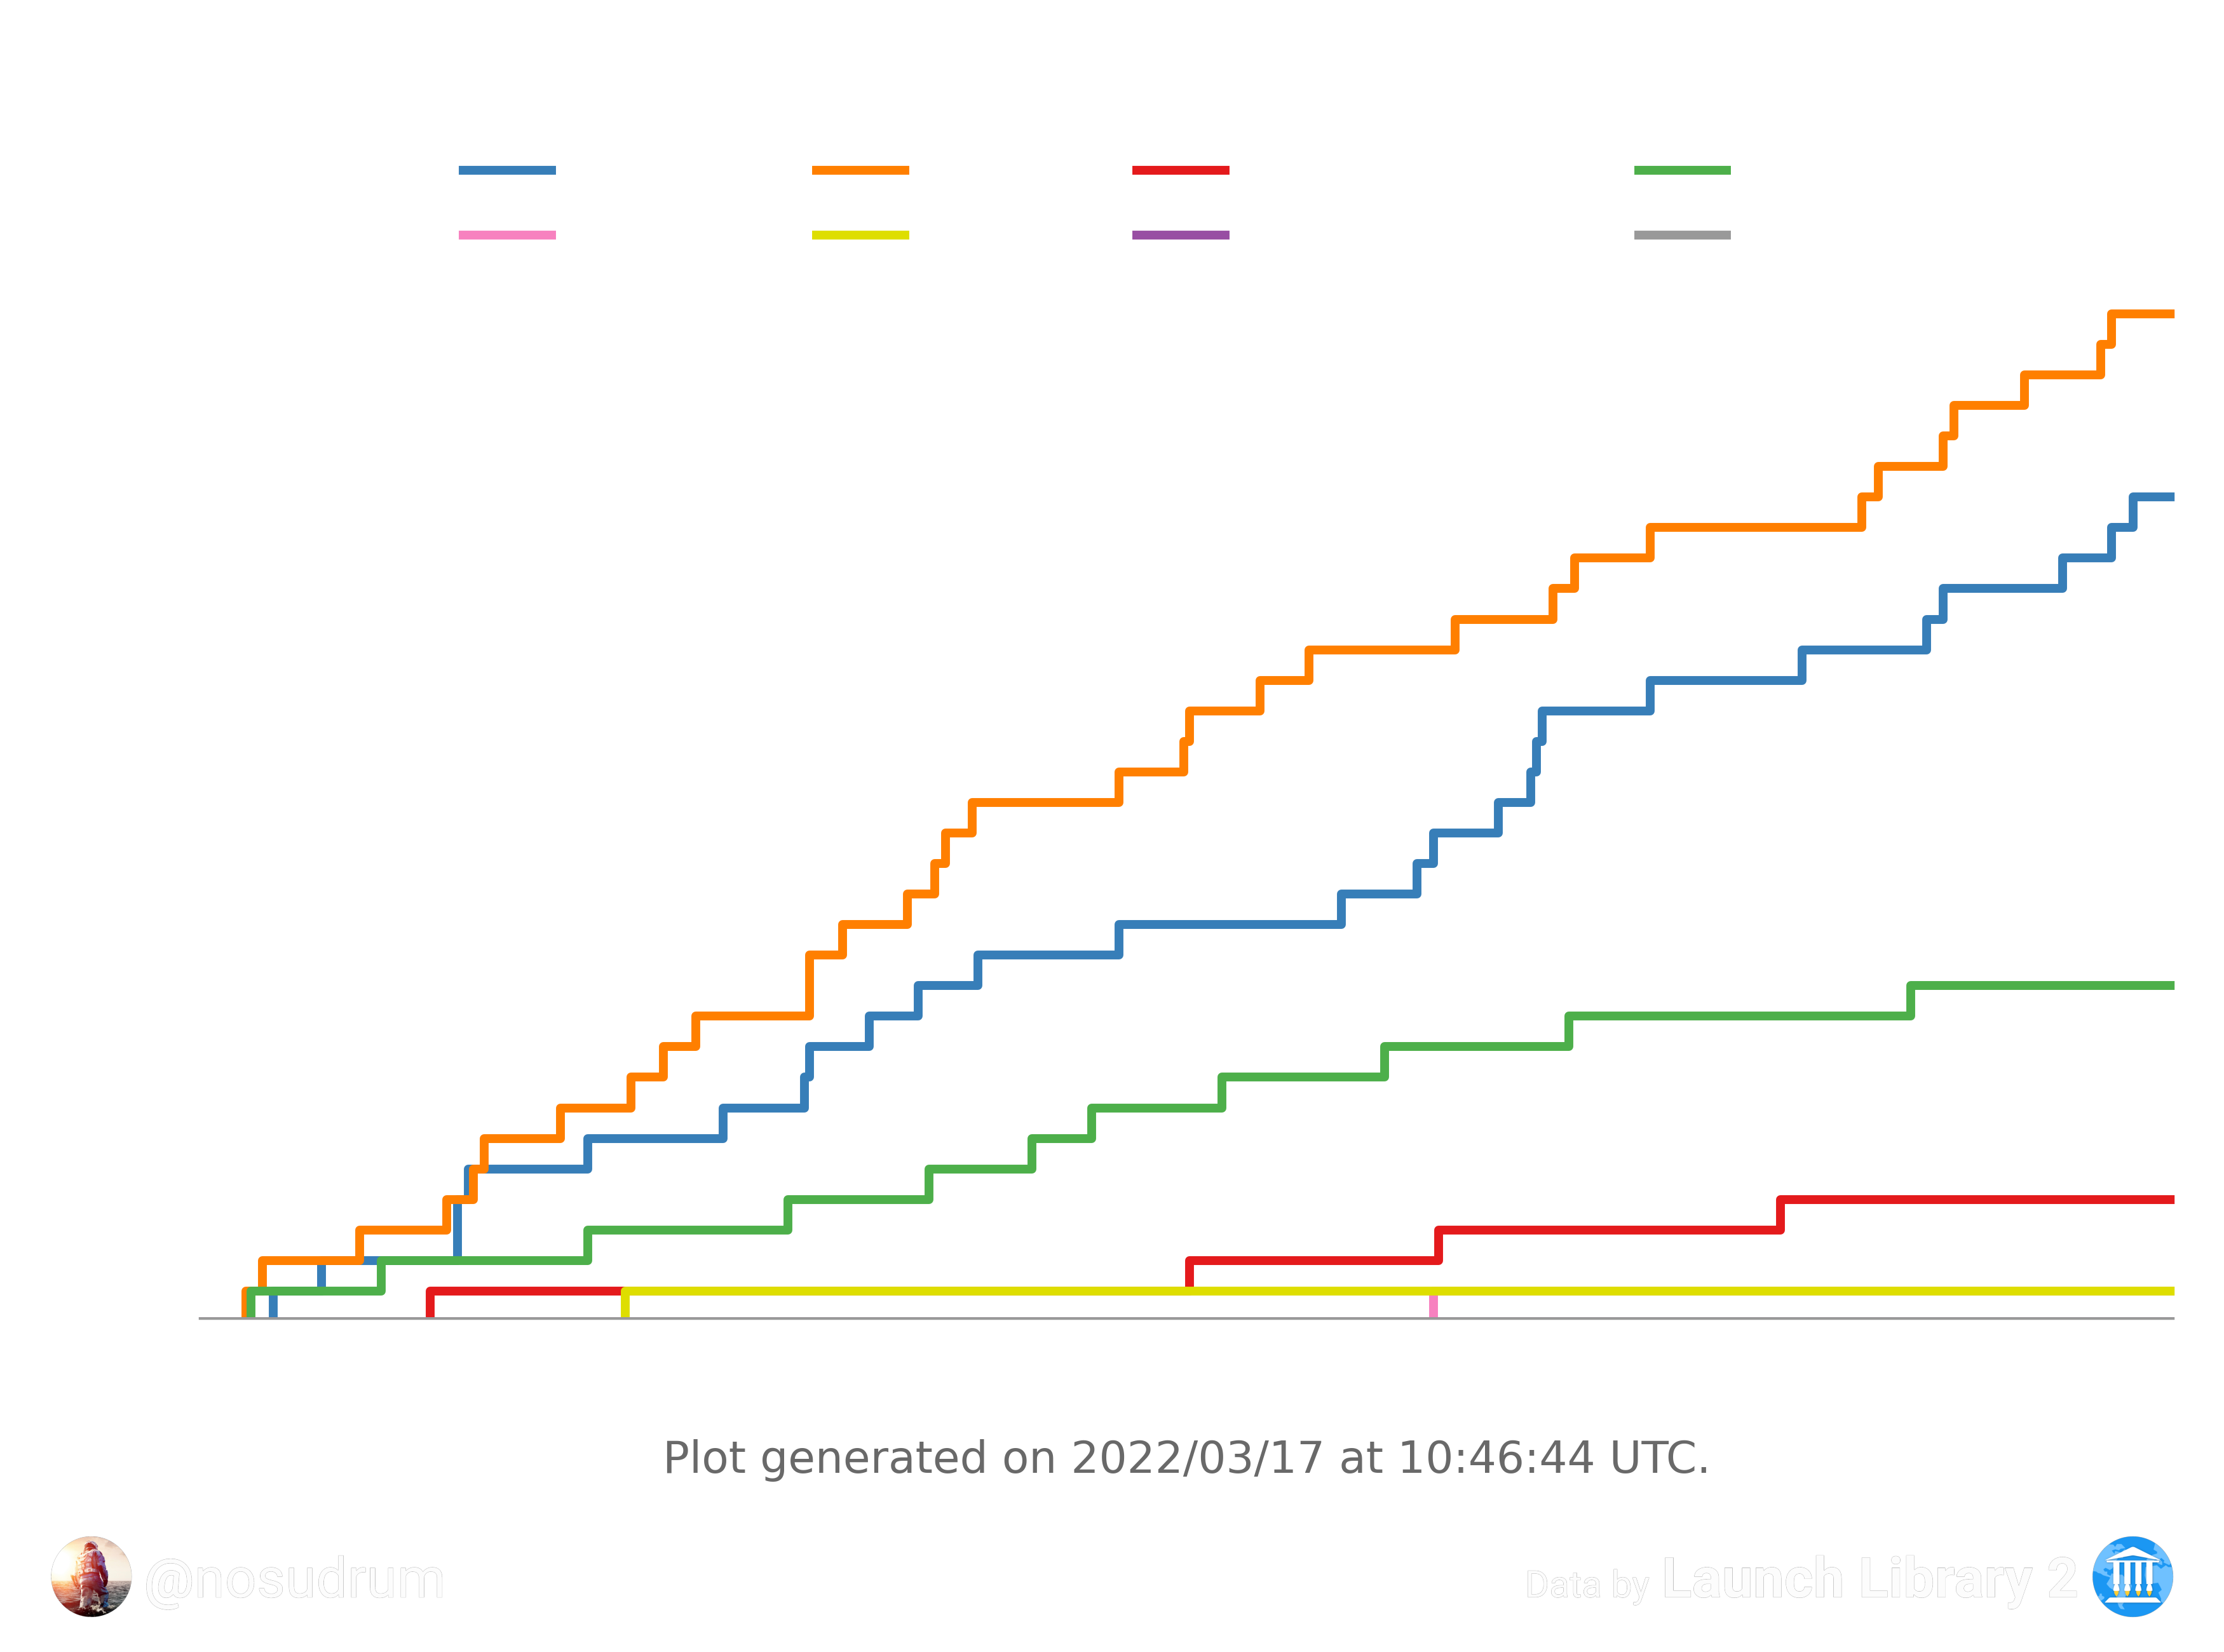 Plot generated on 2022/03/17 at 10:46:44 UTC.
@nosudrum
Data by Launch Library 2